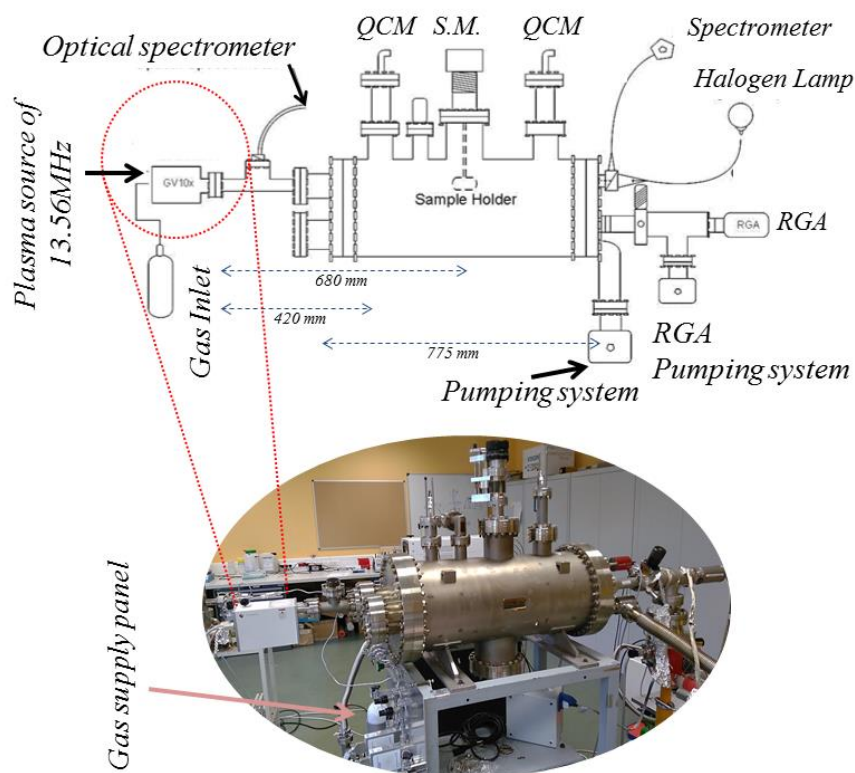 QCM
S.M.
QCM
Spectrometer
Optical spectrometer
Halogen Lamp
Plasma source of
13.56MHz
GV10x
Sample Holder
RGA
RGA
Gas Inlet
680 mm
420 mm
775 mm
RGA
Pumping system
Pumping system
Gas supply panel